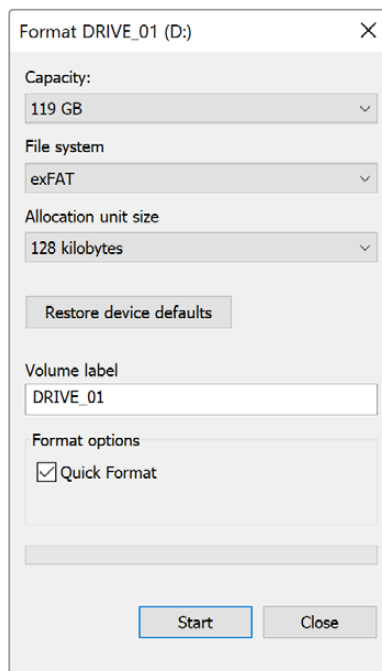 Format DRIVE_01 (D:)
Capacity:
119 GB
File system
exFAT
Allocation unit size
128 kilobytes
Restore device defaults
Volume label
DRIVE_01
Format options
Quick Format
Start Close